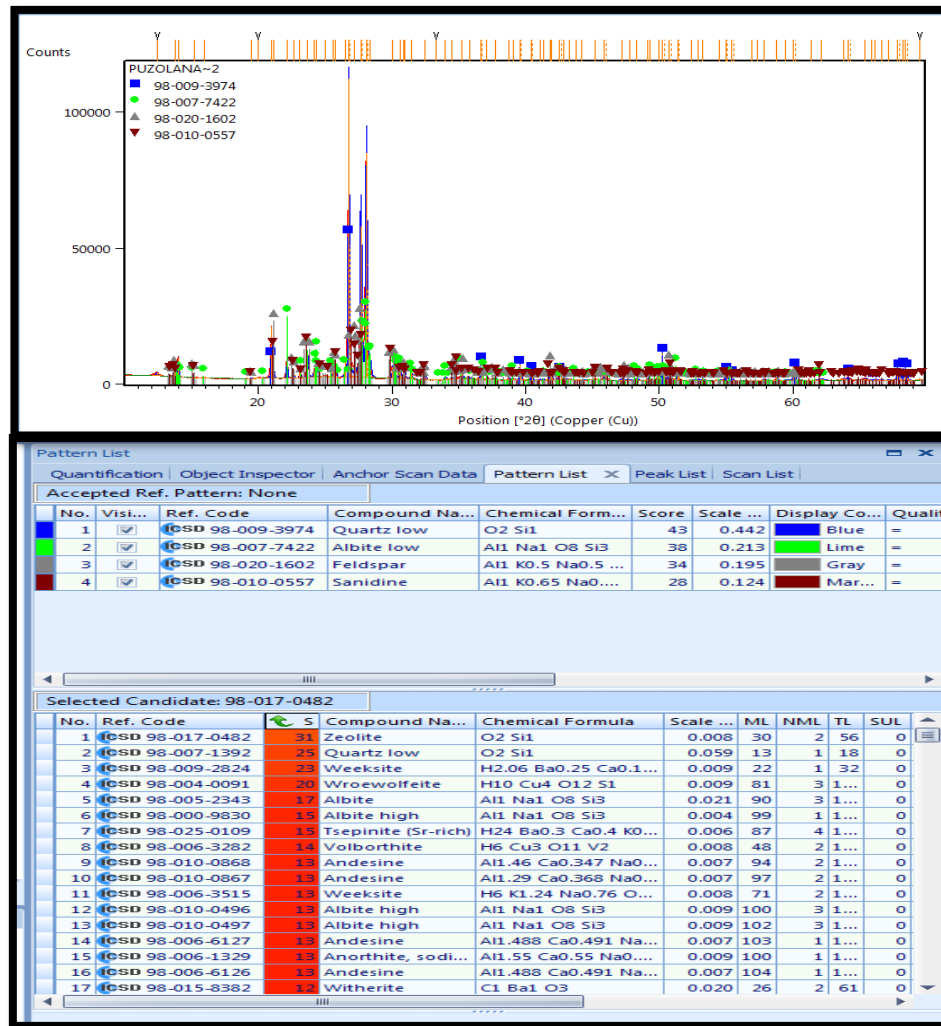 Counts
PUZOLANA~2
98-009-3974
98-007-7422
98-020-1602
98-010-0557
100000
50000
0
20 30 40 50 60
Position [°2θ] (Copper (Cu))
Pattern List
Quantification Object Inspector Anchor Scan Data Pattern List X Peak List Scan List
Accepted Ref. Pattern: None
No. Visi... Ref. Code Compound Na... Chemical Form... Score Scale ... Display Co... Qualif
1 ICSD 98-009-3974 Quartz low O2 Si1 43 0.442 Blue =
2 ICSD 98-007-7422 Albite low Al1 Na1 O8 Si3 38 0.213 Lime =
3 ICSD 98-020-1602 Feldspar Al1 K0.5 Na0.5 ... 34 0.195 Gray =
4 ICSD 98-010-0557 Sanidine Al1 K0.65 Na0.... 28 0.124 Mar... =
Selected Candidate: 98-017-0482
No. Ref. Code S Compound Na... Chemical Formula Scale ... ML NML TL SUL
1 ICSD 98-017-0482 31 Zeolite O2 Si1 0.008 30 2 56 0
2 ICSD 98-007-1392 25 Quartz low O2 Si1 0.059 13 1 18 0
3 ICSD 98-009-2824 23 Weeksite H2.06 Ba0.25 Ca0.1... 0.009 22 1 32 0
4 ICSD 98-004-0091 20 Wroewolfeite H10 Cu4 O12 S1 0.009 81 3 1... 0
5 ICSD 98-005-2343 17 Albite Al1 Na1 O8 Si3 0.021 90 3 1... 0
6 ICSD 98-000-9830 15 Albite high Al1 Na1 O8 Si3 0.004 99 1 1... 0
7 ICSD 98-025-0109 15 Tsepinite (Sr-rich) H24 Ba0.3 Ca0.4 K0... 0.006 87 4 1... 0
8 ICSD 98-006-3282 14 Volborthite H6 Cu3 O11 V2 0.008 48 2 1... 0
9 ICSD 98-010-0868 13 Andesine Al1.46 Ca0.347 Na0... 0.007 94 2 1... 0
10 ICSD 98-010-0867 13 Andesine Al1.29 Ca0.368 Na0... 0.007 97 2 1... 0
11 ICSD 98-006-3515 13 Weeksite H6 K1.24 Na0.76 O... 0.008 71 2 1... 0
12 ICSD 98-010-0496 13 Albite high Al1 Na1 O8 Si3 0.009 100 3 1... 0
13 ICSD 98-010-0497 13 Albite high Al1 Na1 O8 Si3 0.009 102 3 1... 0
14 ICSD 98-006-6127 13 Andesine Al1.488 Ca0.491 Na... 0.007 103 1 1... 0
15 ICSD 98-006-1329 13 Anorthite, sodi... Al1.55 Ca0.55 Na0.... 0.009 100 1 1... 0
16 ICSD 98-006-6126 13 Andesine Al1.488 Ca0.491 Na... 0.007 104 1 1... 0
17 ICSD 98-015-8382 12 Witherite C1 Ba1 O3 0.020 26 2 61 0